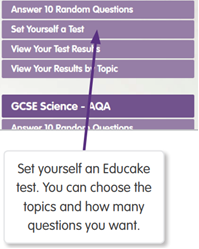 Answer 10 Random Questions
Set Yourself a Test
View Your Test Results
View Your Results by Topic
GCSE Science - AQA
Answer 10 Random Questions
Set yourself an Educake
test. You can choose the
topics and how many
questions you want.